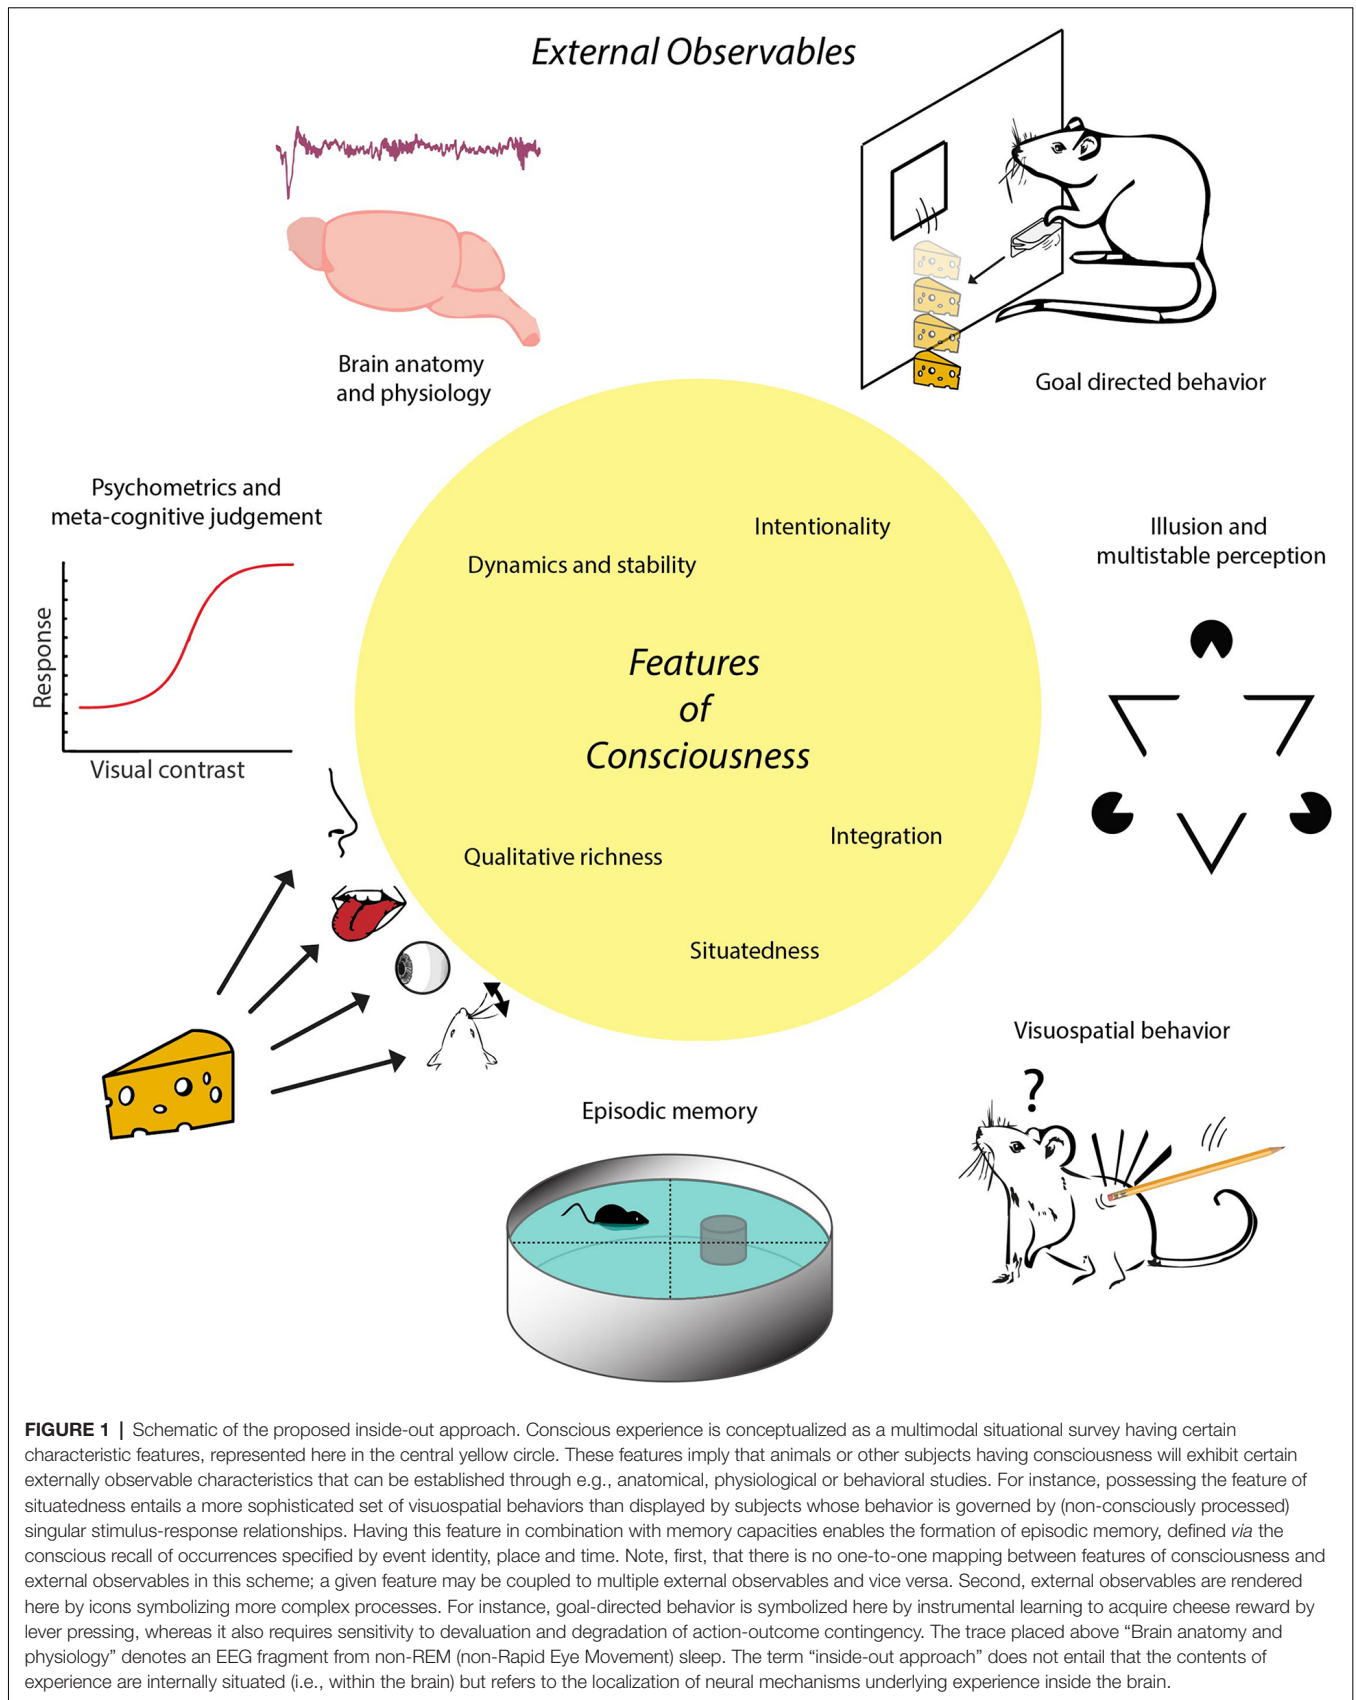 External Observables
Brain anatomy
and physiology
Goal directed behavior
Psychometrics and
meta-cognitive judgement
Response
Visual contrast
Illusion and
multistable perception
Intentionality
Dynamics and stability
Features
of
Consciousness
Integration
Qualitative richness
Situatedness
Visuospatial behavior
?
Episodic memory
FIGURE 1 | Schematic of the proposed inside-out approach. Conscious experience is conceptualized as a multimodal situational survey having certain
characteristic features, represented here in the central yellow circle. These features imply that animals or other subjects having consciousness will exhibit certain
externally observable characteristics that can be established through e.g., anatomical, physiological or behavioral studies. For instance, possessing the feature of
situatedness entails a more sophisticated set of visuospatial behaviors than displayed by subjects whose behavior is governed by (non-consciously processed)
singular stimulus-response relationships. Having this feature in combination with memory capacities enables the formation of episodic memory, defined via the
conscious recall of occurrences specified by event identity, place and time. Note, first, that there is no one-to-one mapping between features of consciousness and
external observables in this scheme; a given feature may be coupled to multiple external observables and vice versa. Second, external observables are rendered
here by icons symbolizing more complex processes. For instance, goal-directed behavior is symbolized here by instrumental learning to acquire cheese reward by
lever pressing, whereas it also requires sensitivity to devaluation and degradation of action-outcome contingency. The trace placed above “Brain anatomy and
physiology” denotes an EEG fragment from non-REM (non-Rapid Eye Movement) sleep. The term “inside-out approach” does not entail that the contents of
experience are internally situated (i.e., within the brain) but refers to the localization of neural mechanisms underlying experience inside the brain.